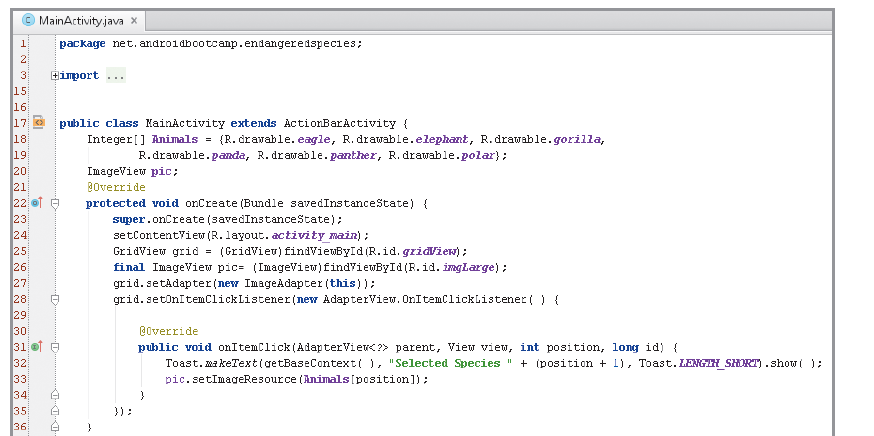 MainActivity.java x
1 package net.androidbootcamp.endangeredspecies;
2
3 import ...
15
16
17 public class MainActivity extends ActionBarActivity {
18 Integer[] Animals = {R.drawable.eagle, R.drawable.elephant, R.drawable.gorilla,
19 R.drawable.panda, R.drawable.panther, R.drawable.polar};
20 ImageView pic;
21 @Override
22 protected void onCreate(Bundle savedInstanceState) {
23 super.onCreate(savedInstanceState);
24 setContentView(R.layout.activity_main);
25 GridView grid = (GridView)findViewById(R.id.gridView);
26 final ImageView pic= (ImageView)findViewById(R.id.imgLarge);
27 grid.setAdapter(new ImageAdapter(this));
28 grid.setOnItemClickListener(new AdapterView.OnItemClickListener( ) {
29
30 @Override
31 public void onItemClick(AdapterView<?> parent, View view, int position, long id) {
32 Toast.makeText(getBaseContext( ), "Selected Species " + (position + 1), Toast.LENGTH_SHORT).show( );
33 pic.setImageResource(Animals[position]);
34 }
35 });
36 }